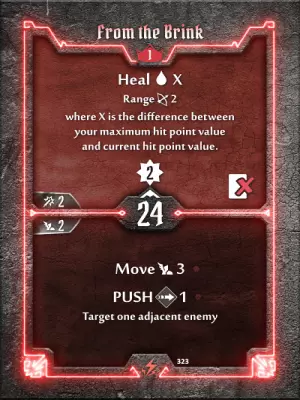 From the Brink
1
Heal X
Range 2
where X is the difference between
your maximum hit point value
and current hit point value.
2
2
24
2
Move 3
PUSH 1
Target one adjacent enemy
323